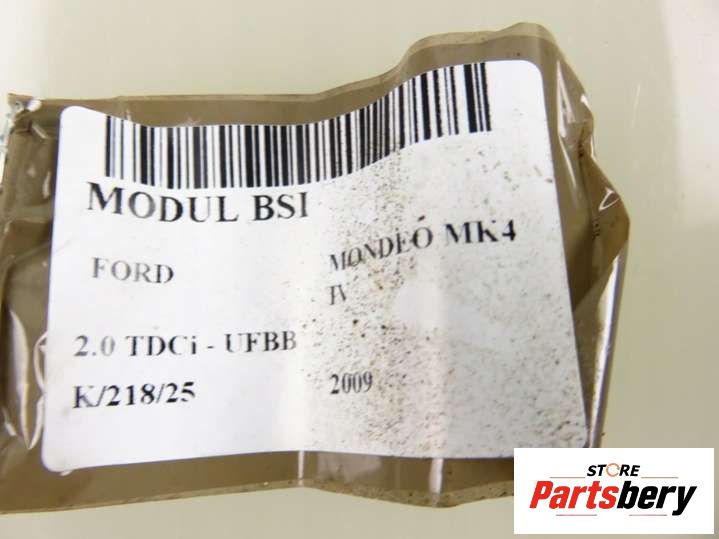 MODUL BSI
FORD MONDEO MK4
IV
2.0 TDCi - UFBB
K/218/25 2009
STORE
Partsbery